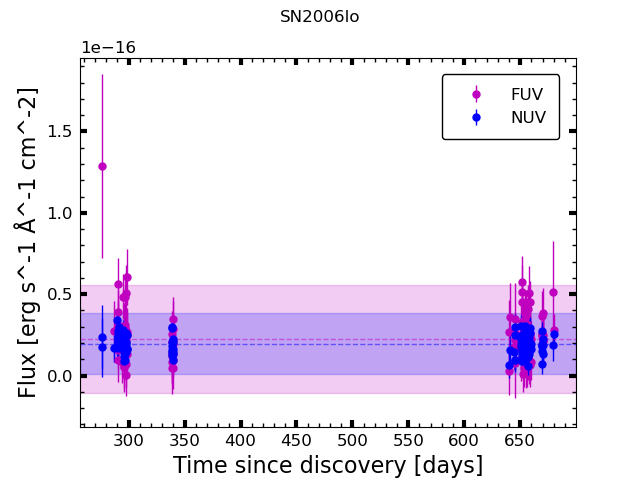 SN2006lo
1e−16
FUV
NUV
1.5
1.0
0.5
0.0
Flux [erg s^-1 Å^-1 cm^-2]
300 350 400 450 500 550 600 650
Time since discovery [days]